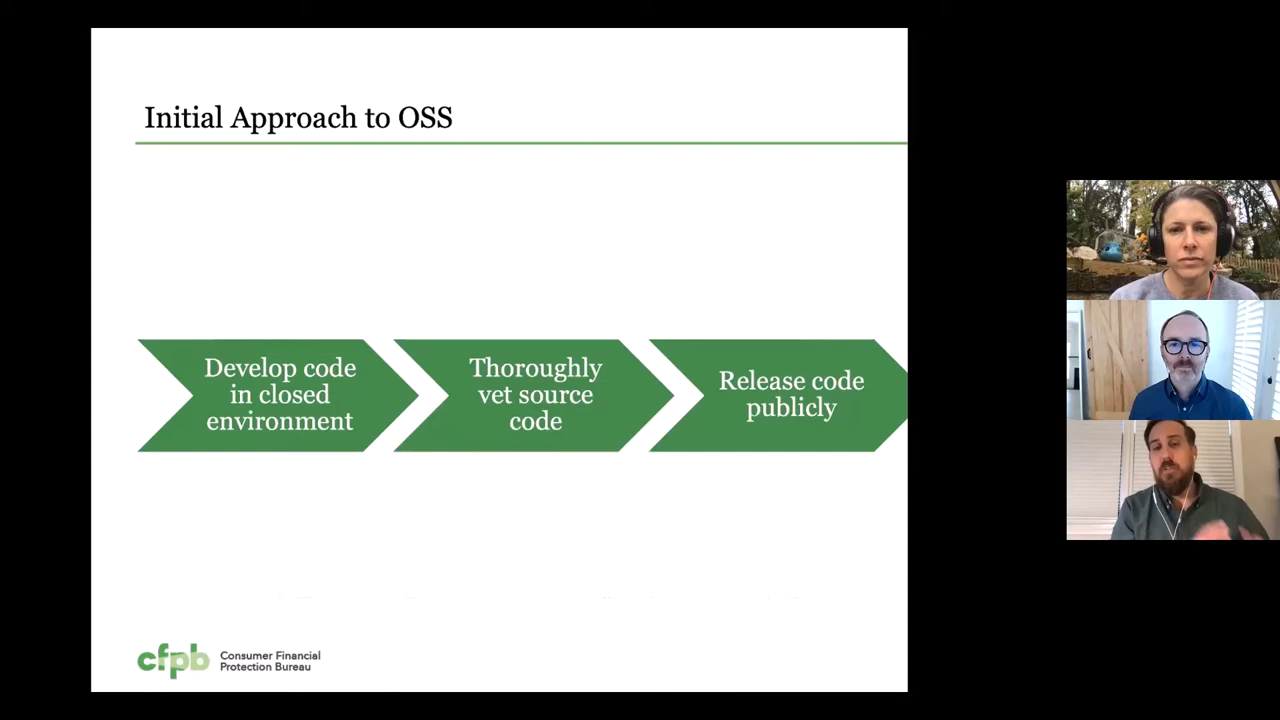 Initial Approach to OSS
Develop code
in closed
environment
Thoroughly
vet source
code
Release code
publicly
cfpb
Consumer Financial
Protection Bureau